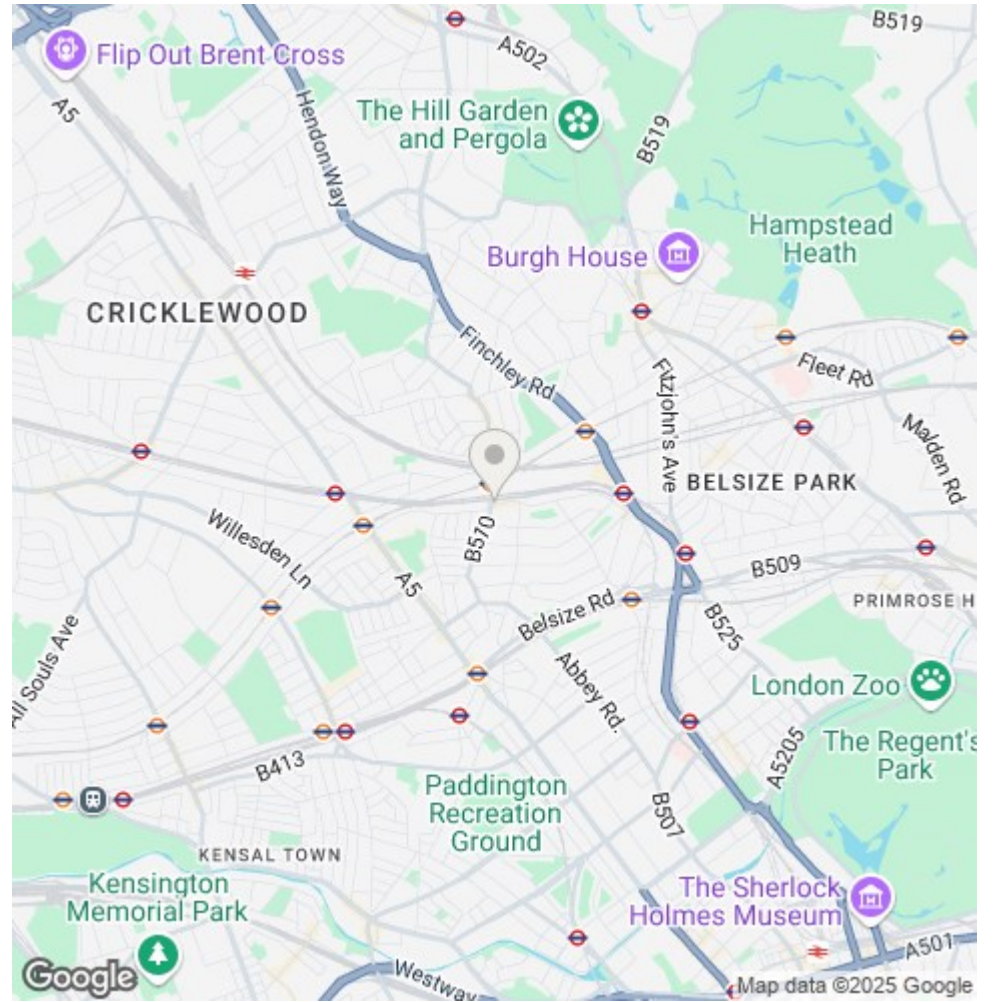 B519
A502
Flip Out Brent Cross
A5
The Hill Garden
and Pergola
B519
Hendon Way
Hampstead
Heath
Burgh House
CRICKLEWOOD
Finchley Rd
Fitzjohn's Ave
Fleet Rd
Malden Rd
BELSIZE PARK
B570
Willesden Ln
A5
B509
PRIMROSE H
Belsize Rd
B525
All Souls Ave
Abbey Rd.
London Zoo
The Regent's
Park
A5205
B413
Paddington
Recreation
Ground
B507
KENSAL TOWN
Kensington
Memorial Park
The Sherlock
Holmes Museum
A501
Westway
Google
Map data ©2025 Google